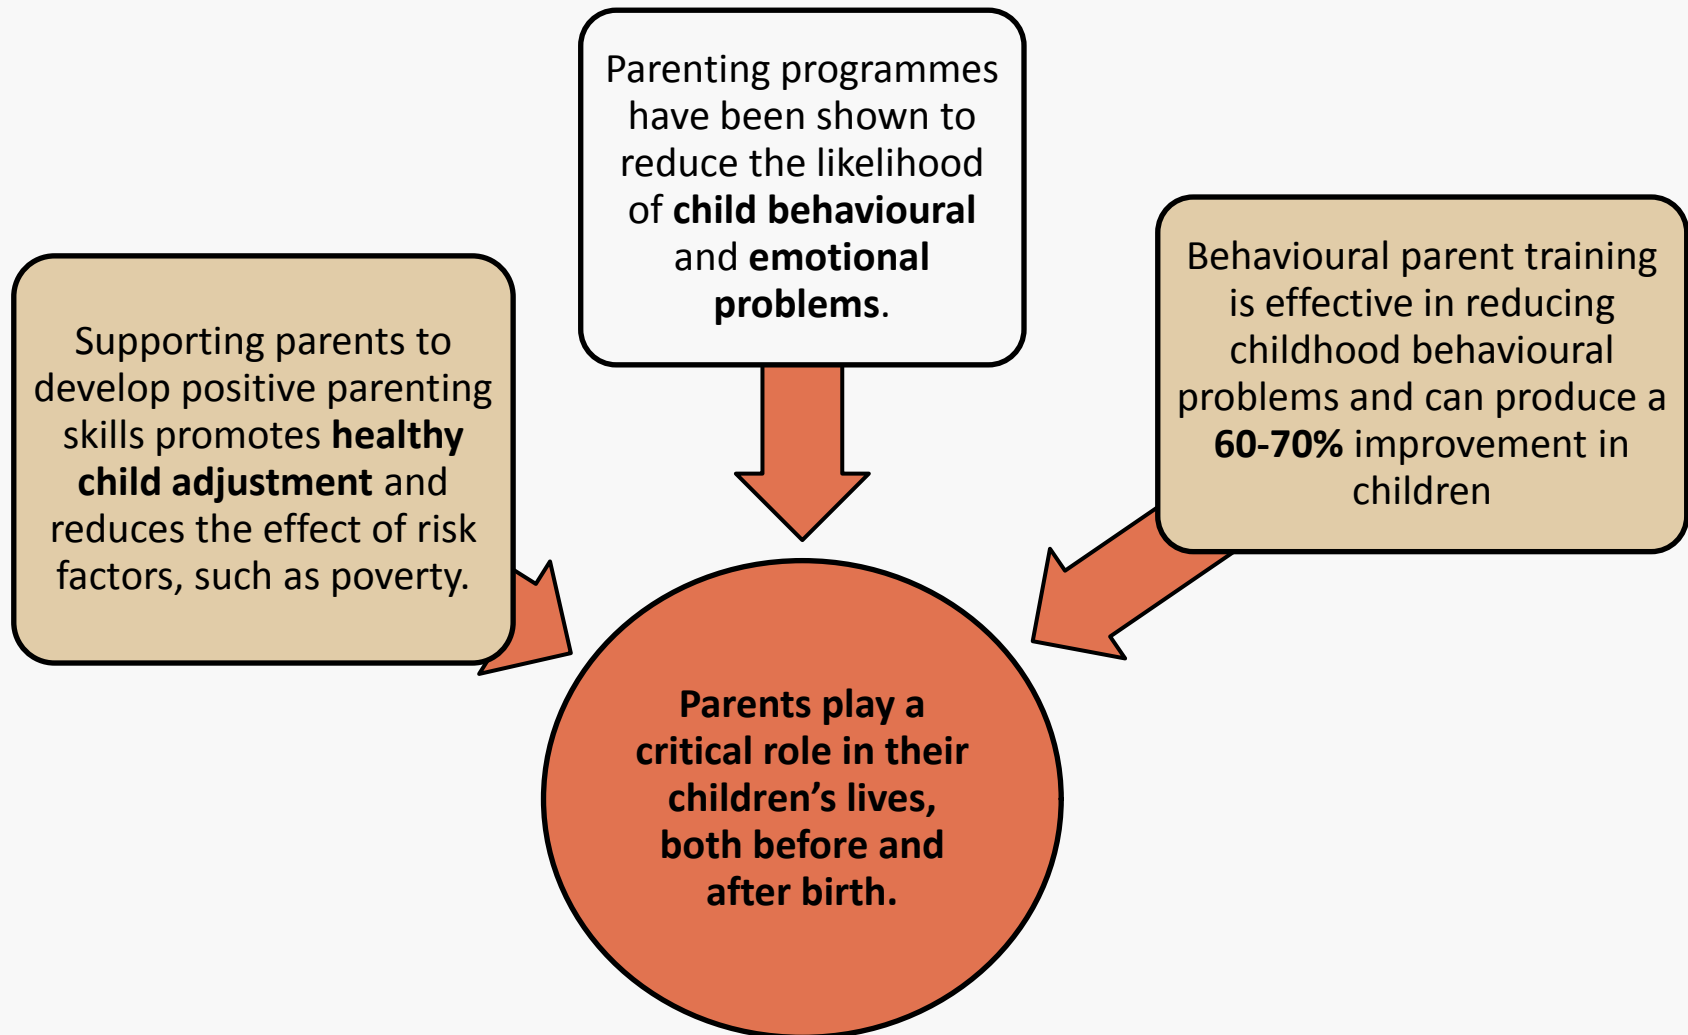 Parenting programmes
have been shown to
reduce the likelihood
of child behavioural
and emotional
problems.
Supporting parents to
develop positive parenting
skills promotes healthy
child adjustment and
reduces the effect of risk
factors, such as poverty.
Behavioural parent training
is effective in reducing
childhood behavioural
problems and can produce a
60-70% improvement in
children
Parents play a
critical role in their
children’s lives,
both before and
after birth.